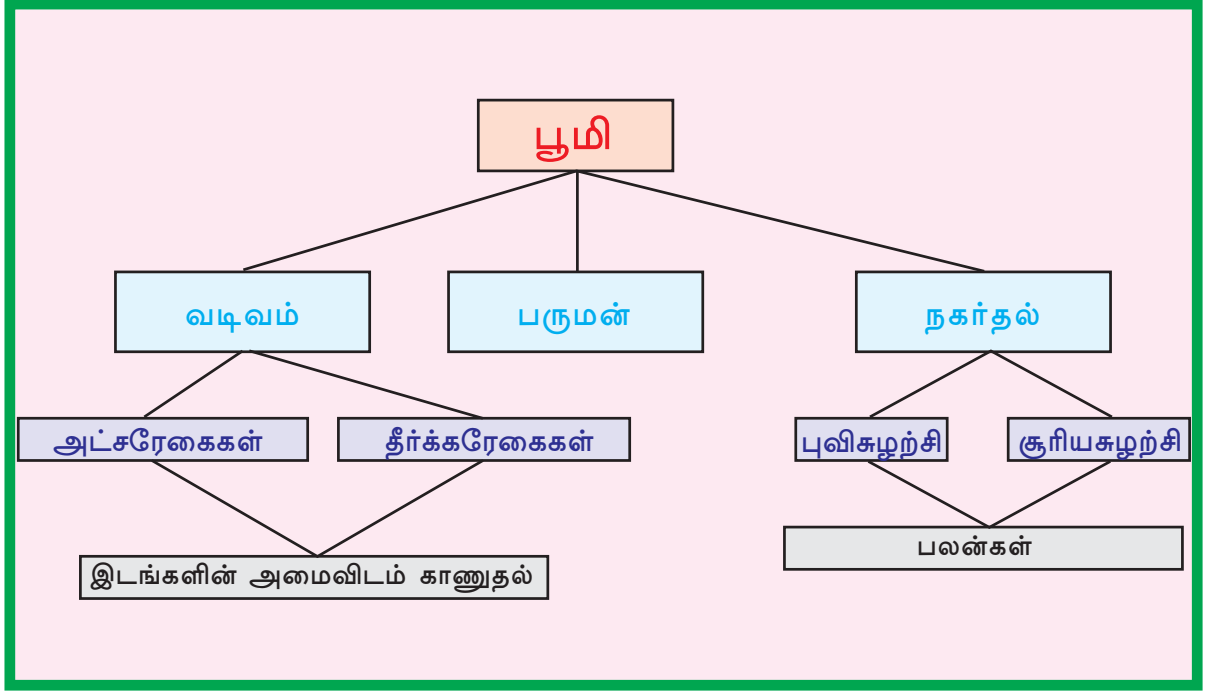 பூமி
வடிவம்
பருமன்
நகர்தல்
அட்சரேகைகள்
தீர்க்கரேகைகள்
புவிசுழற்சி
சூரியசுழற்சி
இடங்களின் அமைவிடம் காணுதல்
பலன்கள்